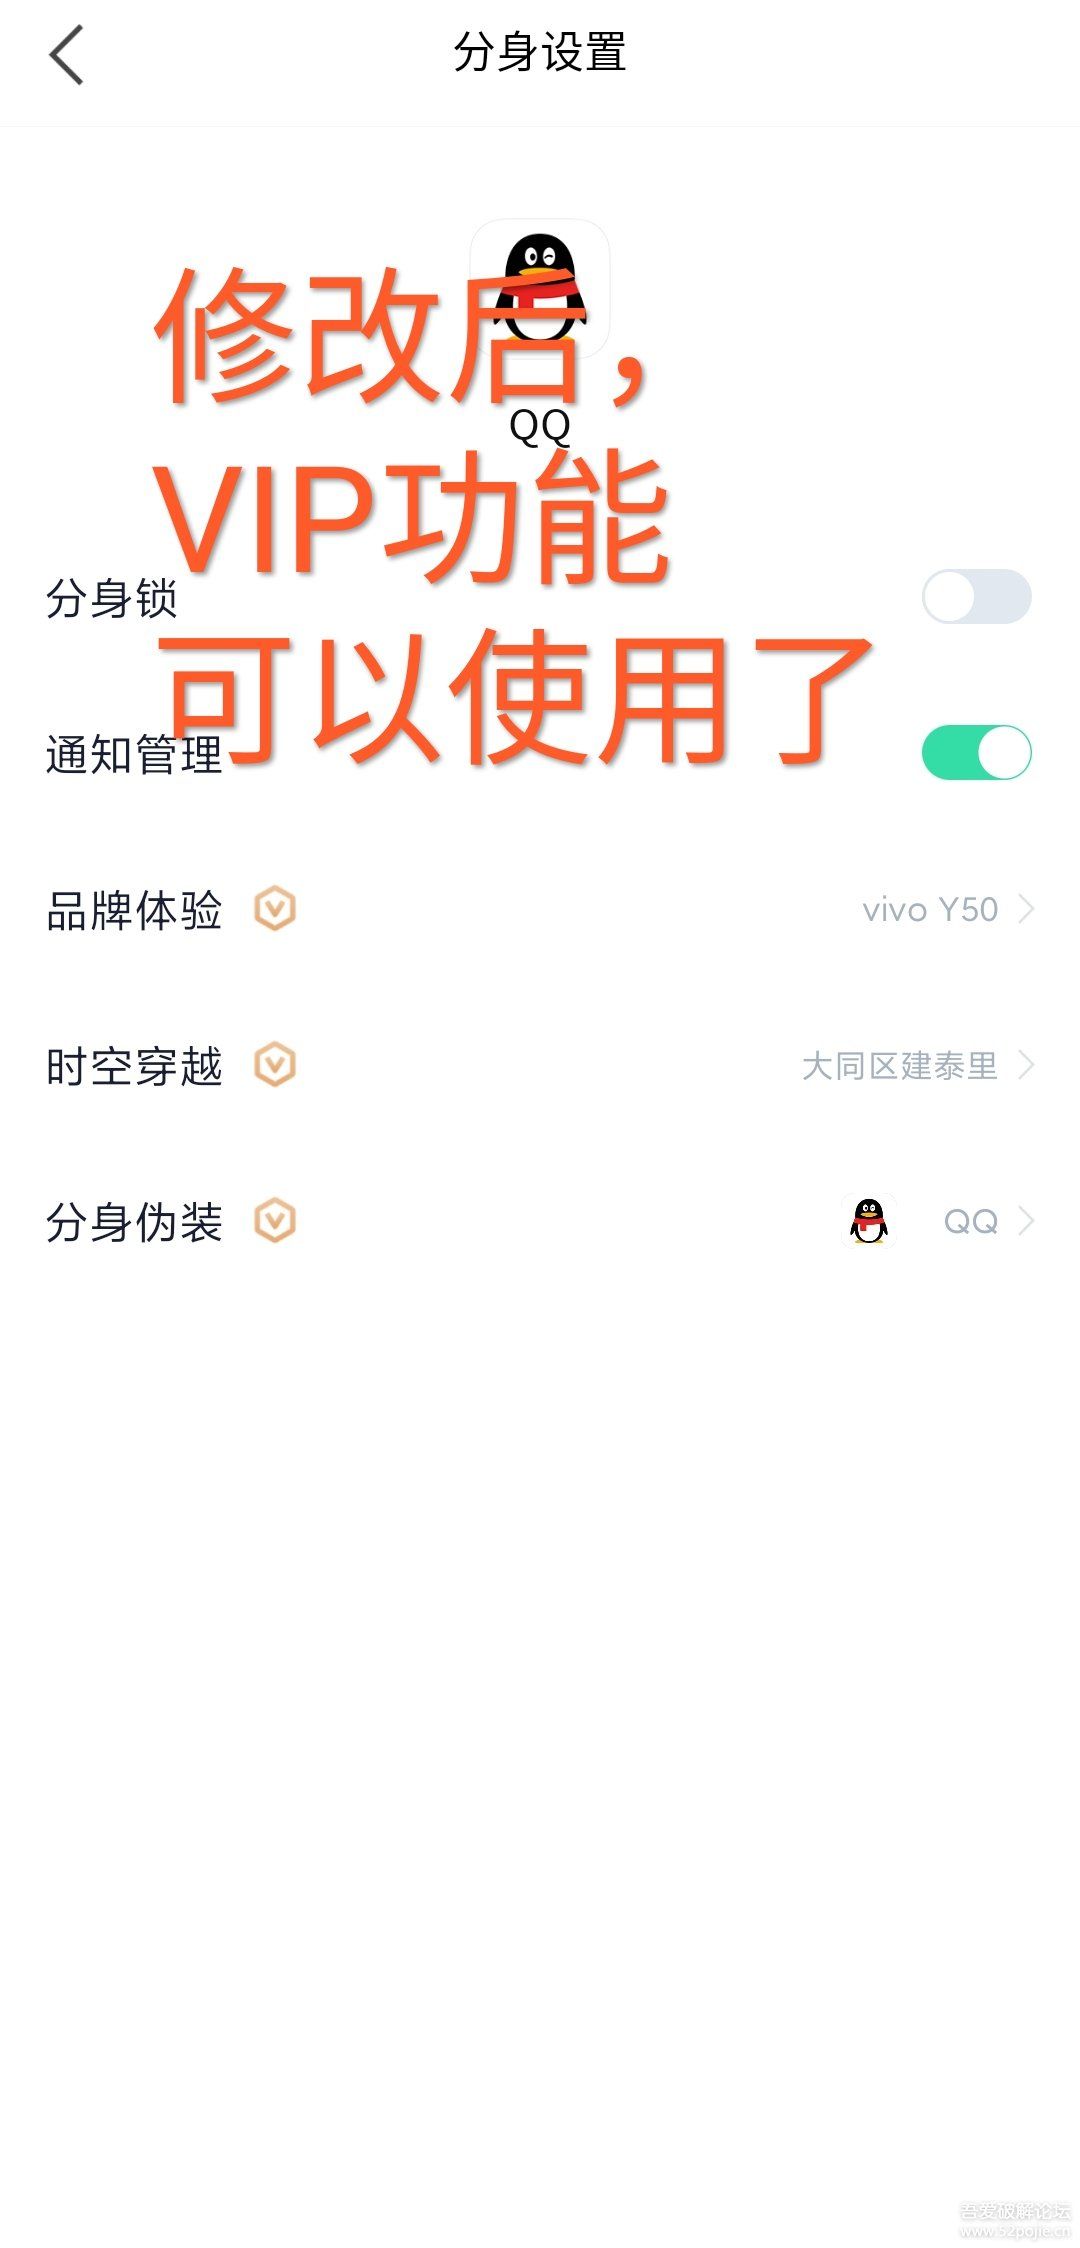 分身设置
修改后，
QQ
VIP功能
分身锁
可以使用了
通知管理
品牌体验
vivo Y50
时空穿越
大同区建泰里
分身伪装
QQ
吾爱破解论坛
www.52pojie.cn